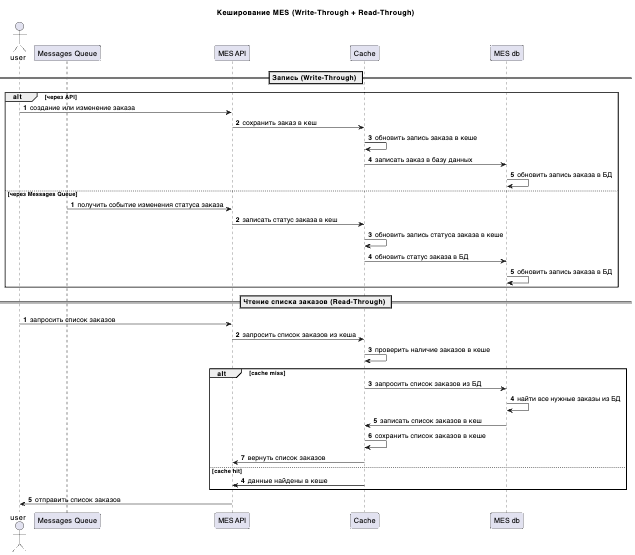 Кеширование MES (Write-Through + Read-Through)
user
Messages Queue
MES API
Cache
MES db
Запись (Write-Through)
alt [через API]
1 создание или изменение заказа
2 сохранить заказ в кеш
3 обновить запись заказа в кеше
4 записать заказ в базу данных
5 обновить запись заказа в БД
[через Messages Queue]
1 получить событие изменения статуса заказа
2 записать статус заказа в кеш
3 обновить запись статуса заказа в кеше
4 обновить статус заказа в БД
5 обновить запись заказа в БД
Чтение списка заказов (Read-Through)
1 запросить список заказов
2 запросить список заказов из кеша
3 проверить наличие заказов в кеше
alt [cache miss]
3 запросить список заказов из БД
4 найти все нужные заказы из БД
5 записать список заказов в кеш
6 сохранить список заказов в кеше
7 вернуть список заказов
[cache hit]
4 данные найдены в кеше
5 отправить список заказов
user
Messages Queue
MES API
Cache
MES db